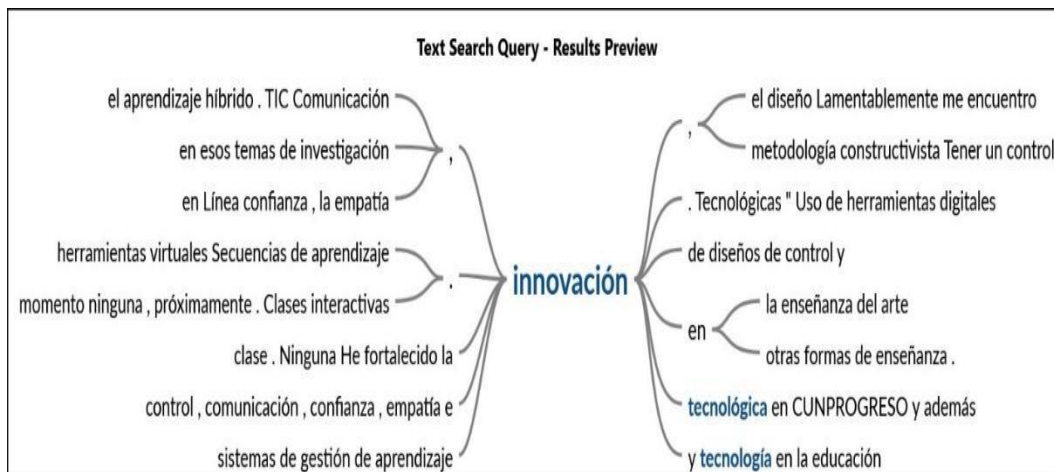 Text Search Query - Results Preview
el aprendizaje híbrido . TIC Comunicación
en esos temas de investigación
en Línea confianza , la empatía
,
herramientas virtuales Secuencias de aprendizaje
momento ninguna , próximamente . Clases interactivas
.
clase . Ninguna He fortalecido la
control , comunicación , confianza , empatía e
sistemas de gestión de aprendizaje
innovación
,
el diseño Lamentablemente me encuentro
metodología constructivista Tener un control
. Tecnológicas " Uso de herramientas digitales
de diseños de control y
en
la enseñanza del arte
otras formas de enseñanza .
tecnológica en CUNPROGRESO y además
y tecnología en la educación